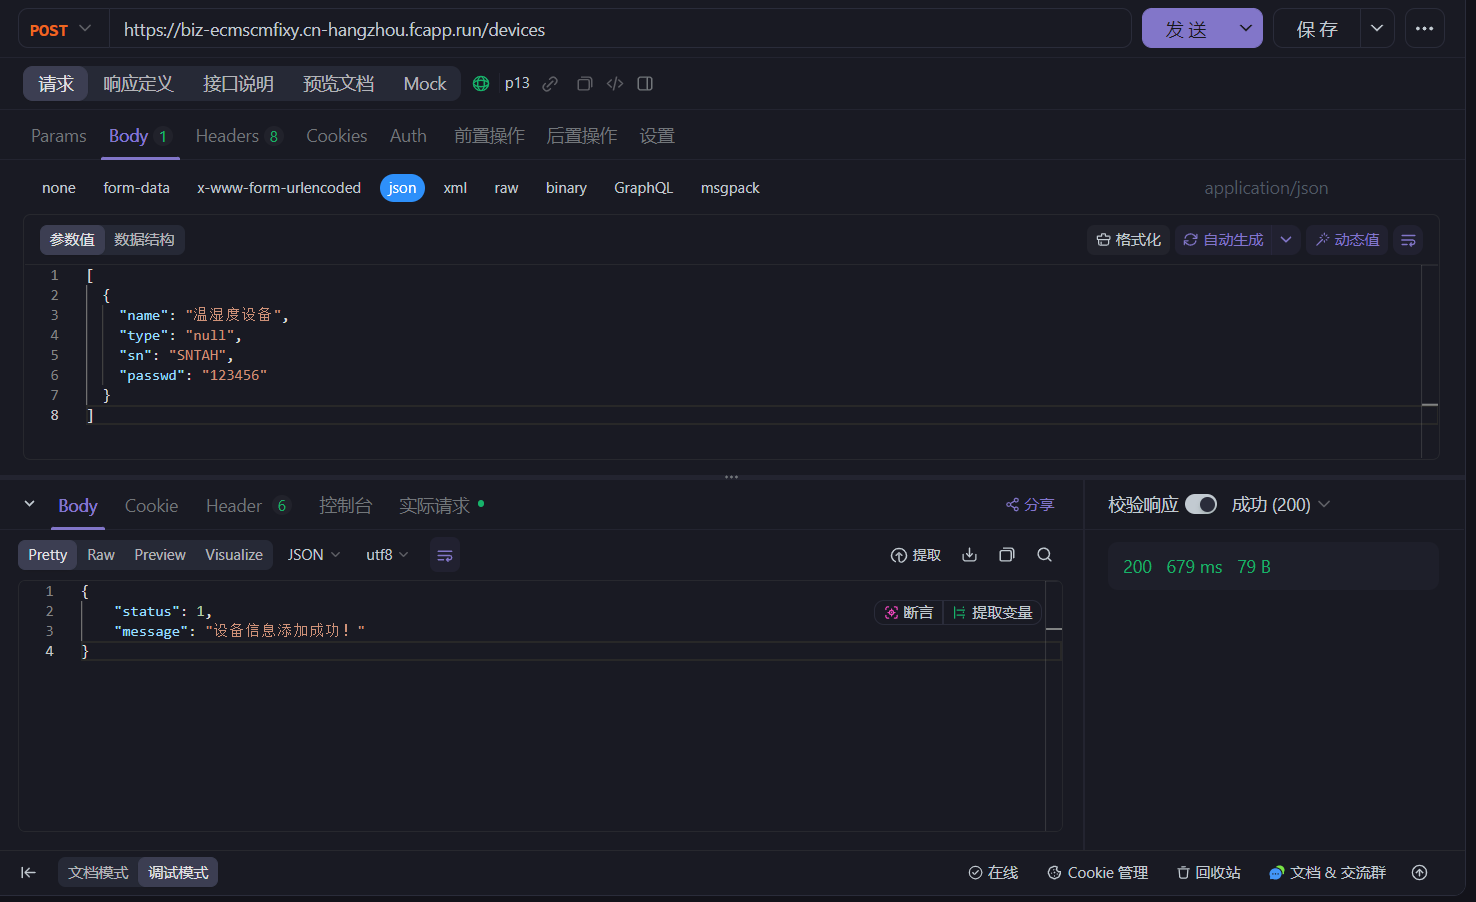 POST https://biz-ecmscmfixy.cn-hangzhou.fcapp.run/devices 发 送 保 存
请求 响应定义 接口说明 预览文档 Mock p13
Params Body 1 Headers 8 Cookies Auth 前置操作 后置操作 设置
none form-data x-www-form-urlencoded json xml raw binary GraphQL msgpack application/json
参数值 数据结构 格式化 自动生成 动态值
1 [
2 {
3 "name": "温湿度设备",
4 "type": "null",
5 "sn": "SNTAH",
6 "passwd": "123456"
7 }
8 ]
Body Cookie Header 6 控制台 实际请求 分享 校验响应 成功 (200)
Pretty Raw Preview Visualize JSON utf8 提取
200 679 ms 79 B
1 {
2 "status": 1,
断言 提取变量
3 "message": "设备信息添加成功！"
4 }
文档模式 调试模式 在线 Cookie 管理 回收站 文档 & 交流群